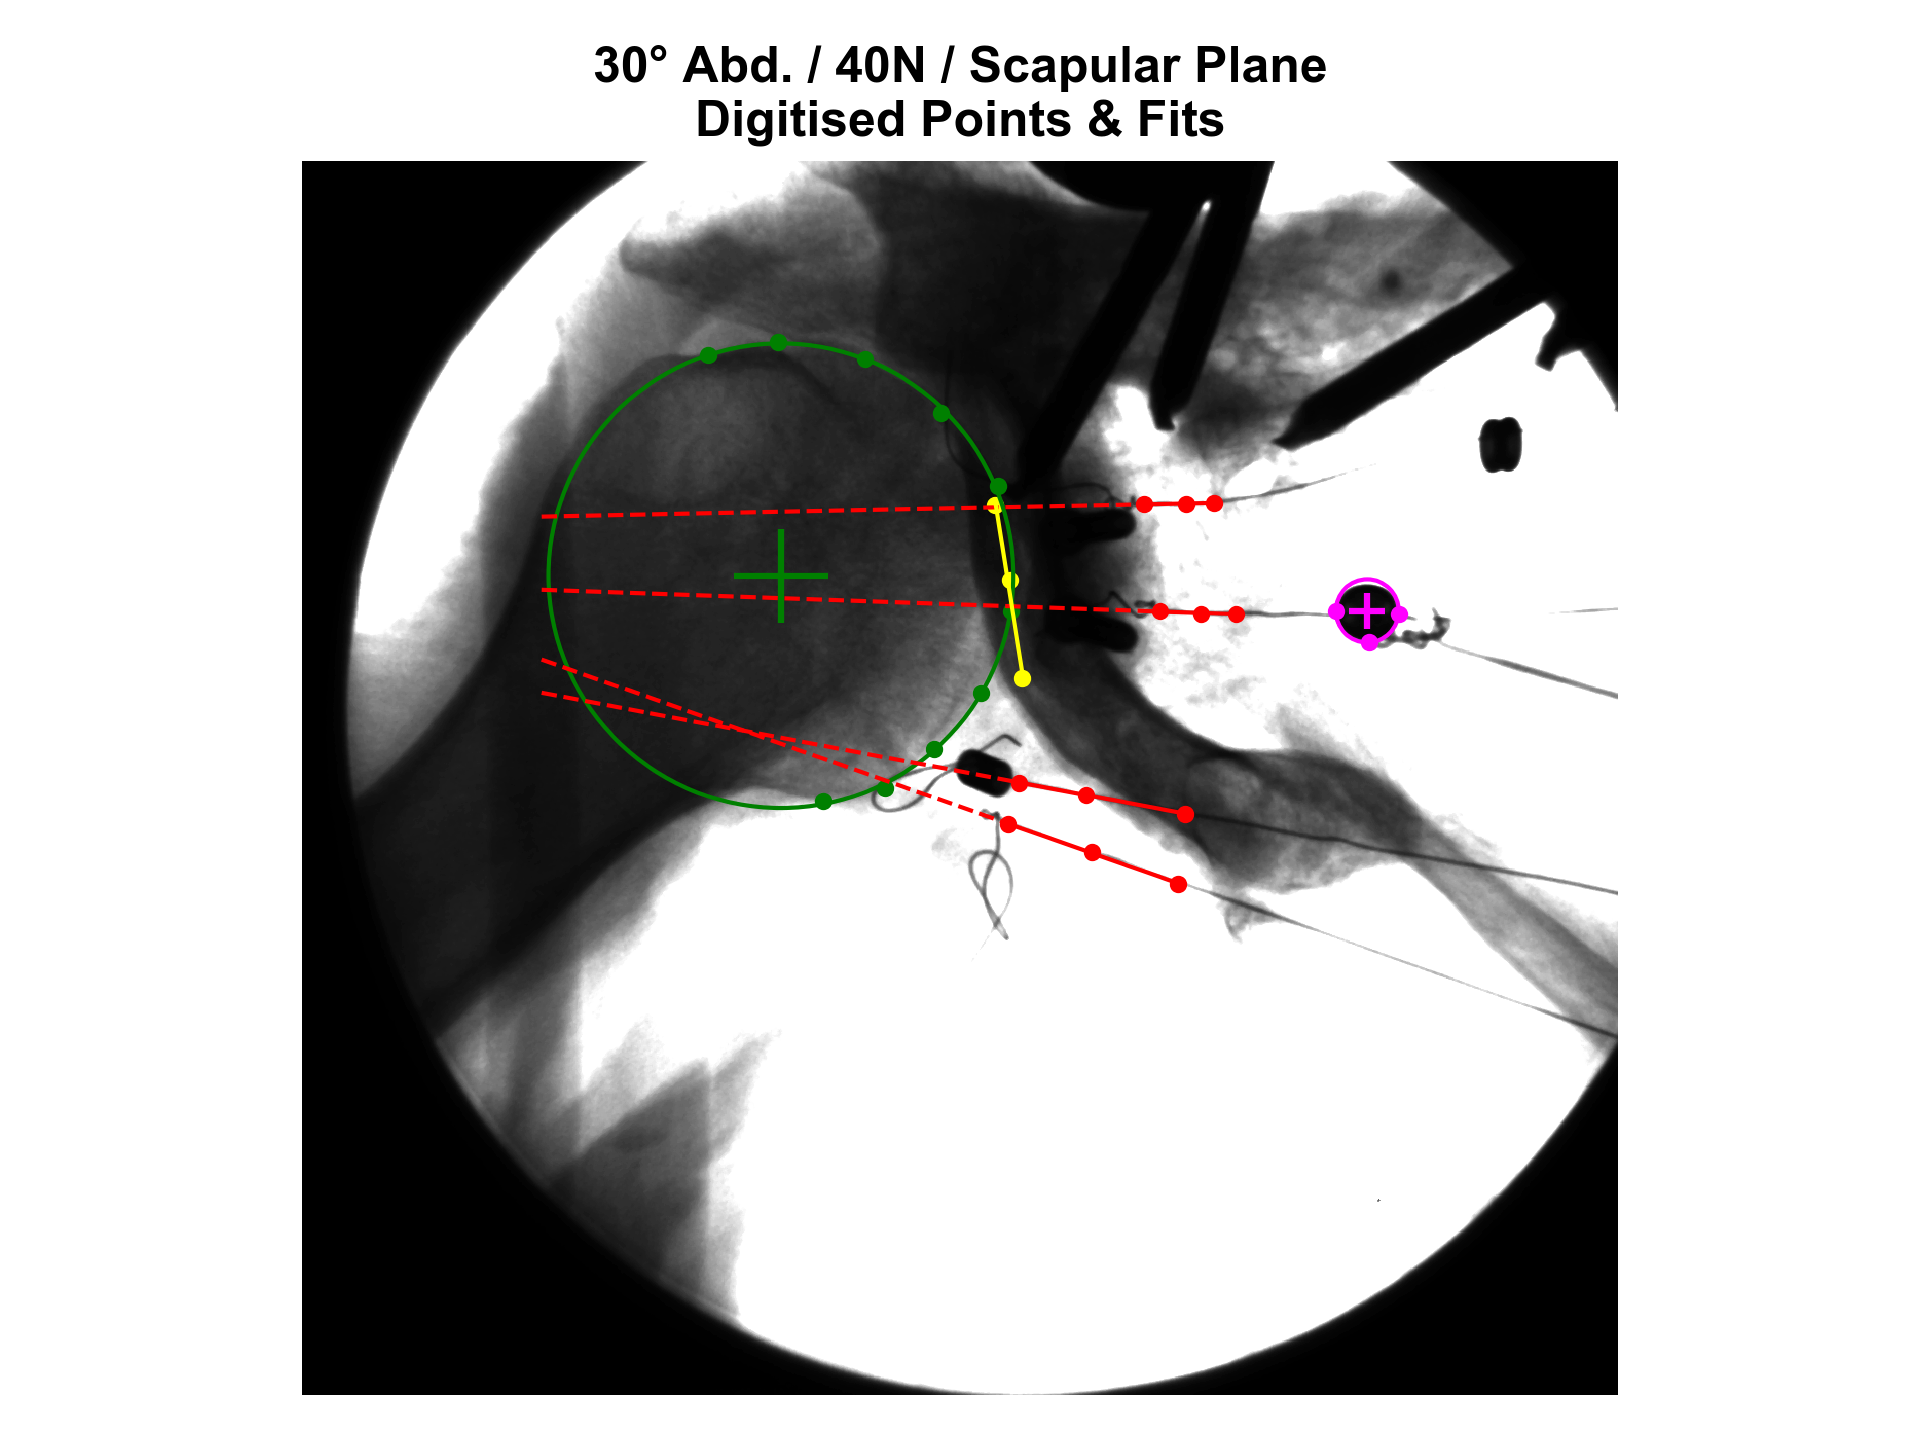 30° Abd. / 40N / Scapular Plane
Digitised Points & Fits